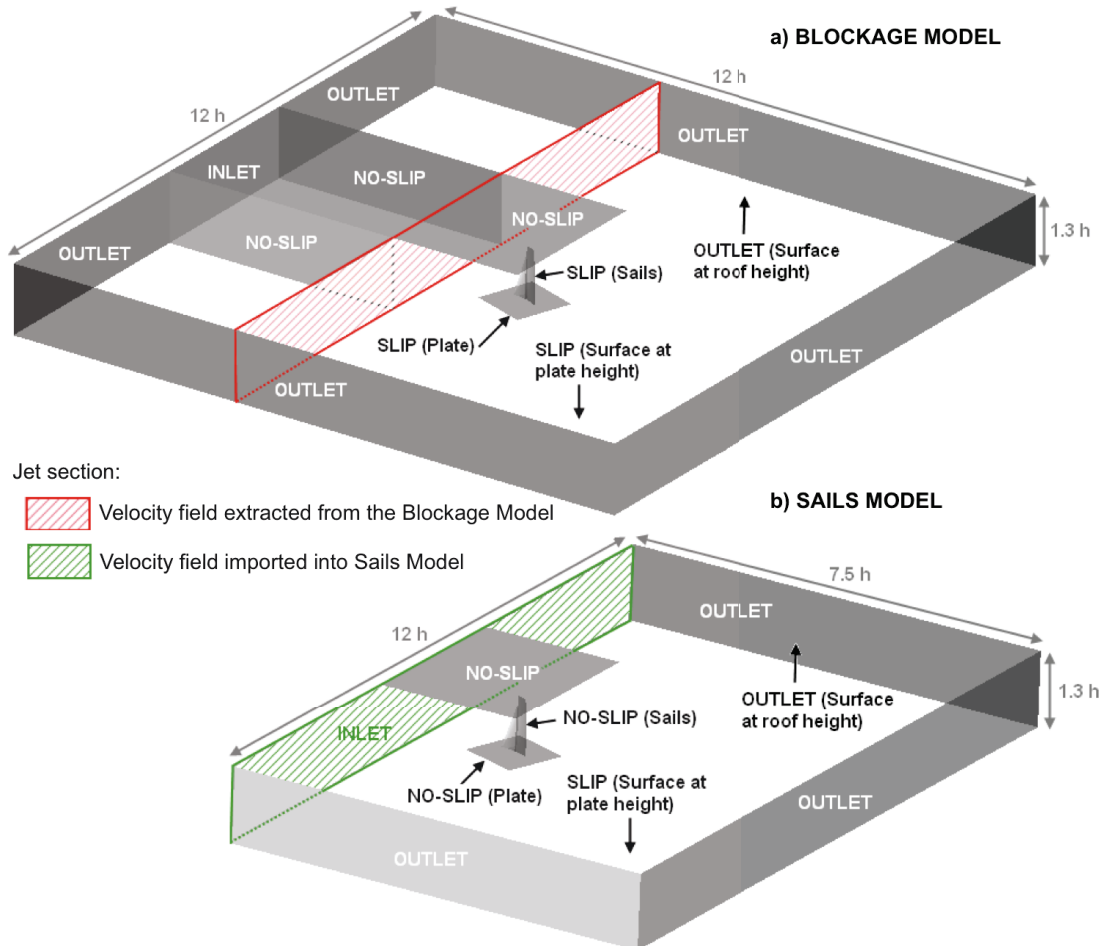 a) BLOCKAGE MODEL
12 h
12 h
OUTLET
OUTLET
INLET
NO-SLIP
NO-SLIP
OUTLET
NO-SLIP
1.3 h
OUTLET (Surface
at roof height)
SLIP (Sails)
SLIP (Plate)
SLIP (Surface at
plate height)
OUTLET
OUTLET
Jet section:
Velocity field extracted from the Blockage Model
Velocity field imported into Sails Model
b) SAILS MODEL
7.5 h
12 h
OUTLET
NO-SLIP
1.3 h
OUTLET (Surface
at roof height)
NO-SLIP (Sails)
INLET
NO-SLIP (Plate)
SLIP (Surface at
plate height)
OUTLET
OUTLET